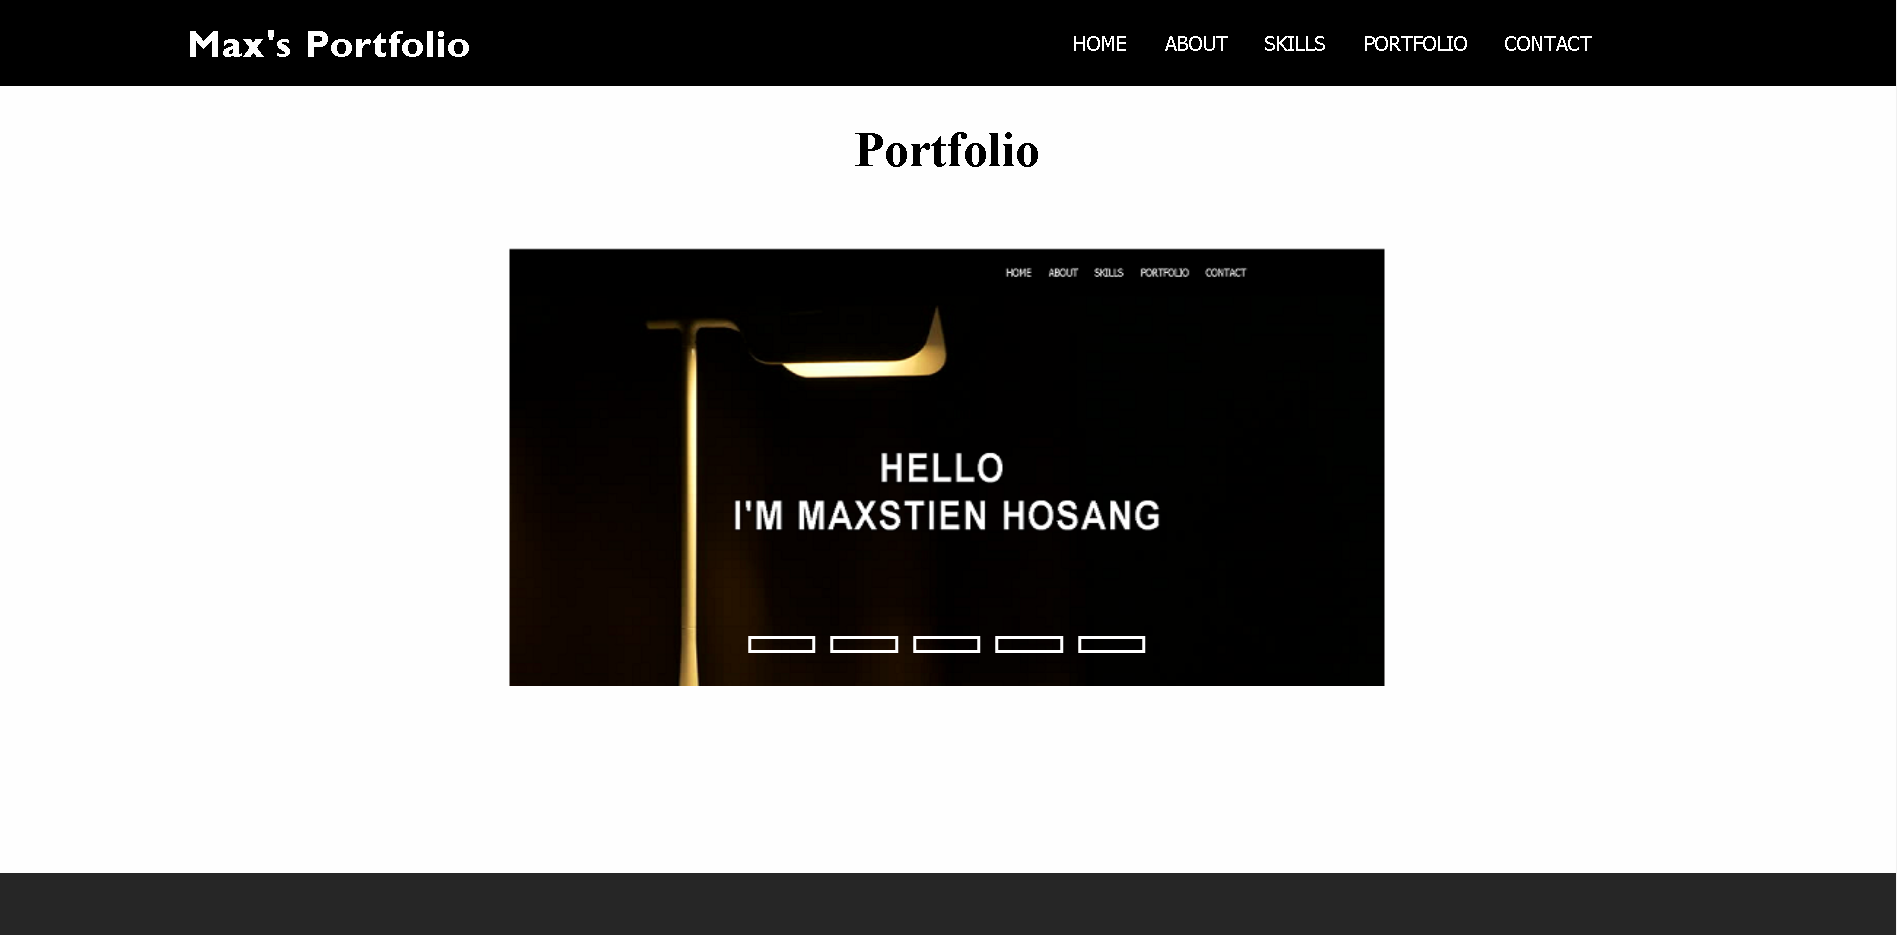 Max's Portfolio
HOME ABOUT SKILLS PORTFOLIO CONTACT
Portfolio
HOME ABOUT SKILLS PORTFOLIO CONTACT
HELLO
I'M MAXSTIEN HOSANG